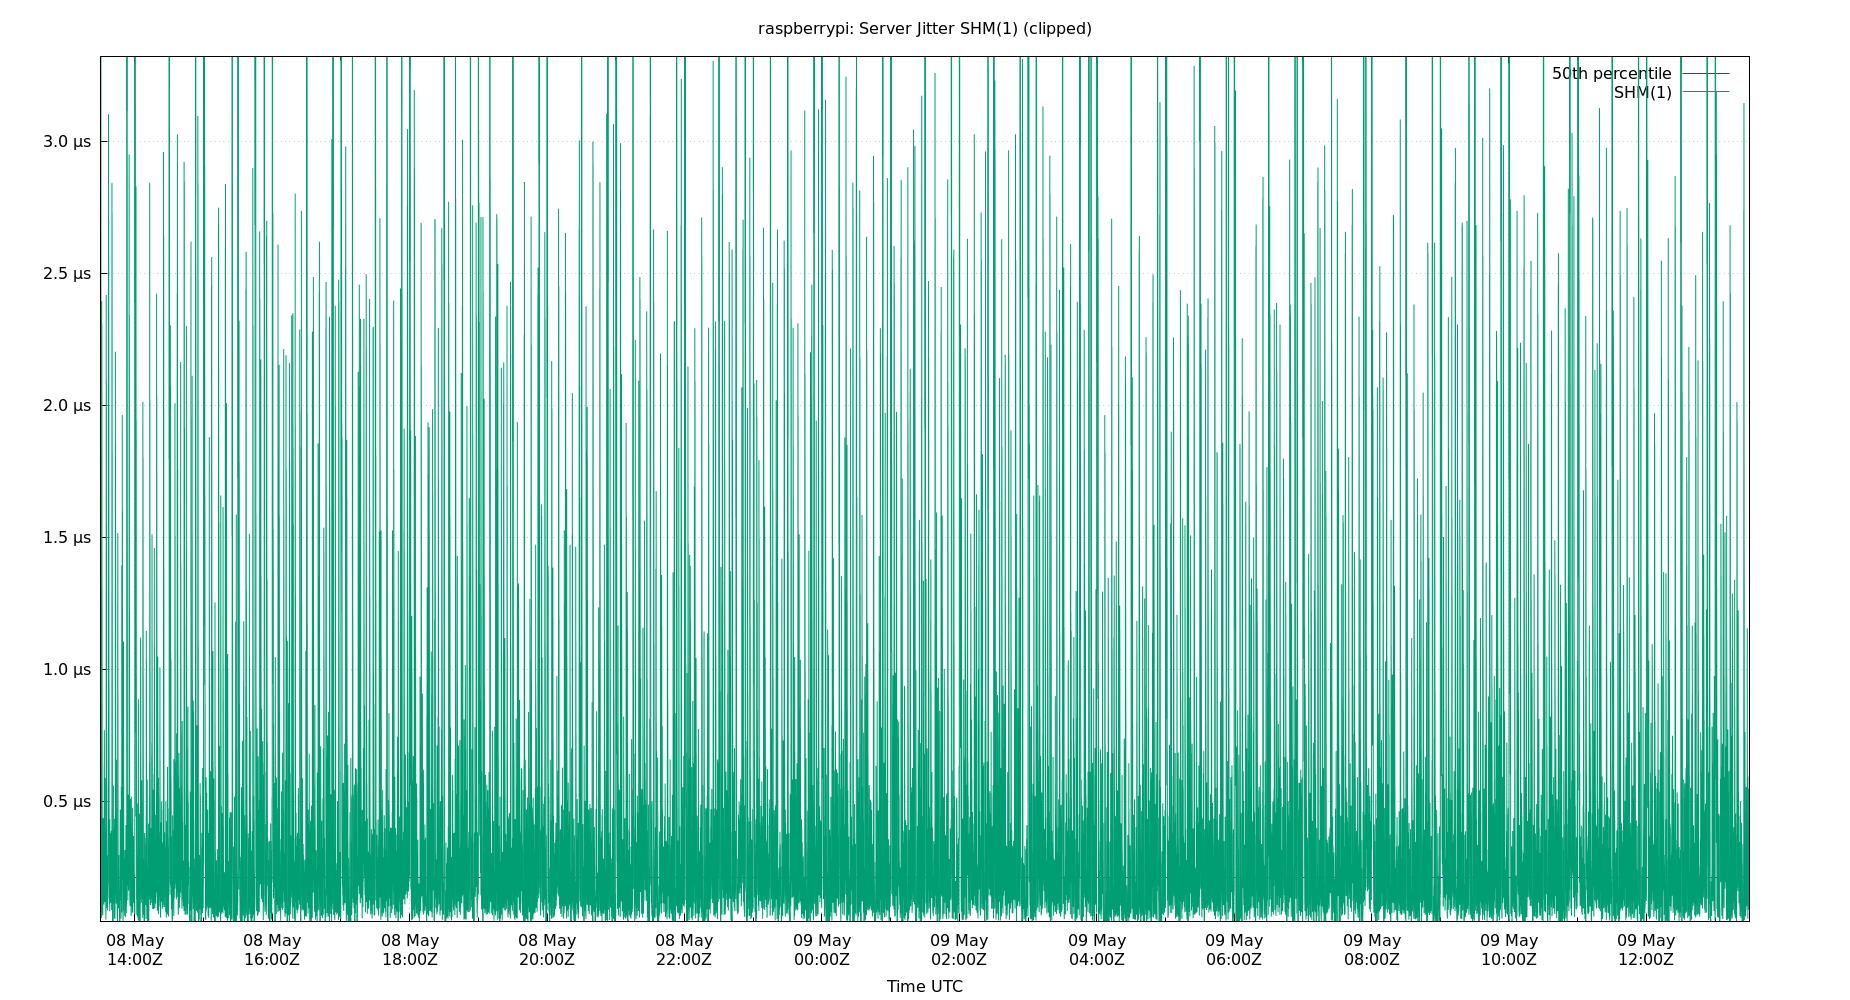 raspberrypi: Server Jitter SHM(1) (clipped)
50th percentile
SHM(1)
3.0 µs
2.5 µs
2.0 µs
1.5 µs
1.0 µs
0.5 µs
08 May 08 May 08 May 08 May 08 May 09 May 09 May 09 May 09 May 09 May 09 May 09 May
14:00Z 16:00Z 18:00Z 20:00Z 22:00Z 00:00Z 02:00Z 04:00Z 06:00Z 08:00Z 10:00Z 12:00Z
Time UTC